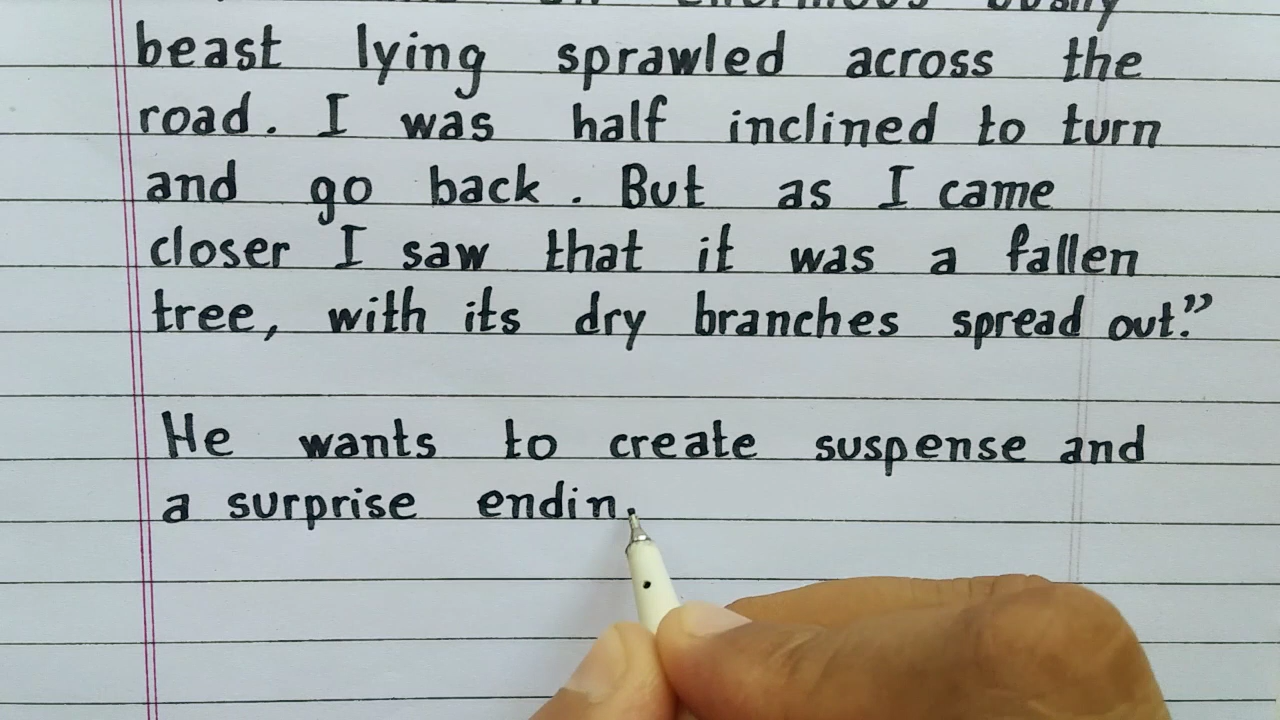 beast lying sprawled across the
road. I was half inclined to turn
and go back. But as I came
closer I saw that it was a fallen
tree, with its dry branches spread out.”
He wants to create suspense and
a surprise endin